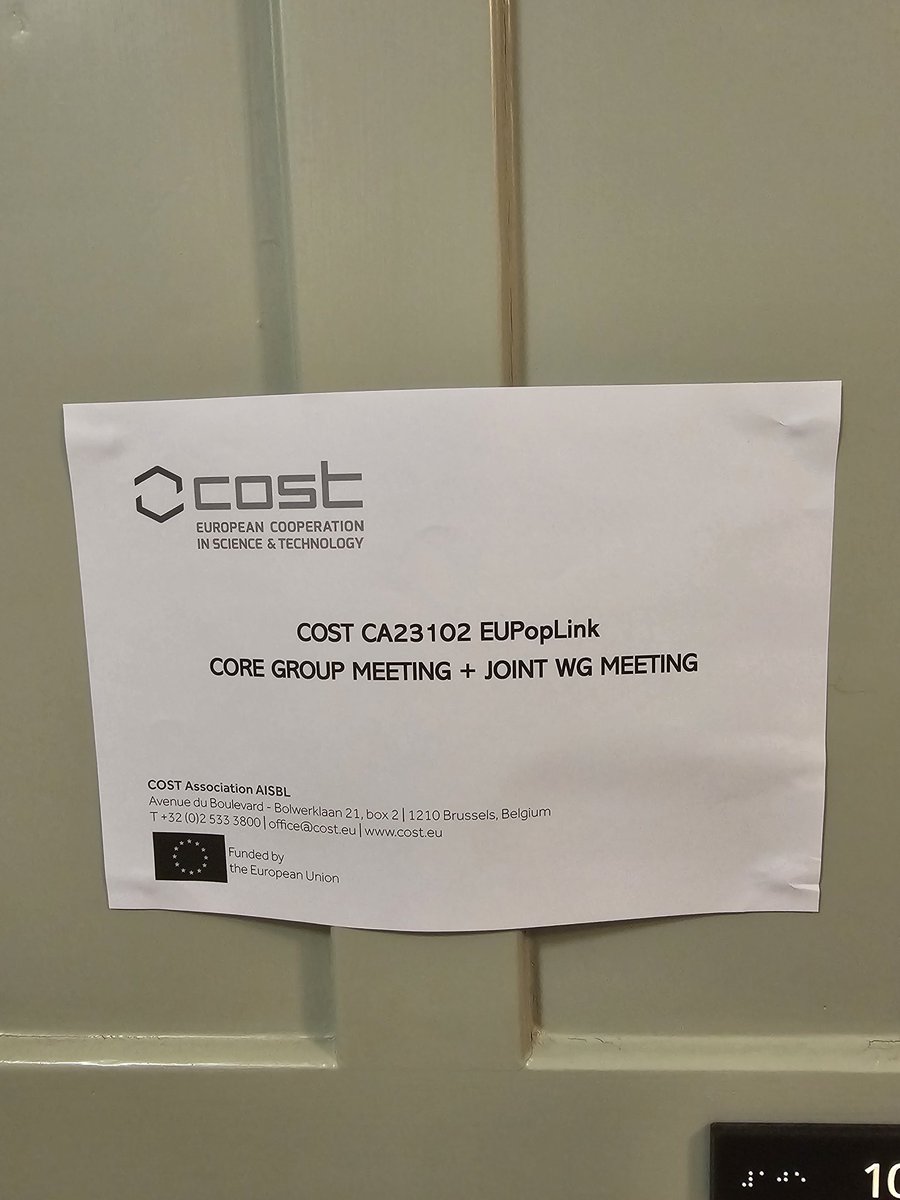 cost
EUROPEAN COOPERATION
IN SCIENCE & TECHNOLOGY
COST CA23102 EUPopLink
CORE GROUP MEETING + JOINT WG MEETING
COST Association AISBL
Avenue du Boulevard - Bolwerklaan 21, box 2 | 1210 Brussels, Belgium
T +32 (0)2 533 3800 | office@cost.eu | www.cost.eu
Funded by
the European Union
10